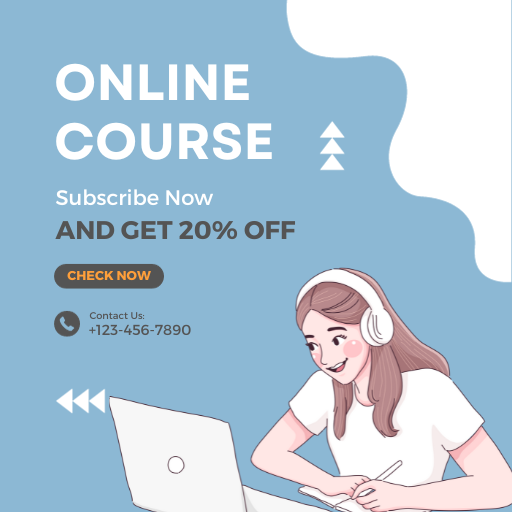 ONLINE
COURSE
Subscribe Now
AND GET 20% OFF
CHECK NOW
Contact Us:
+123-456-7890